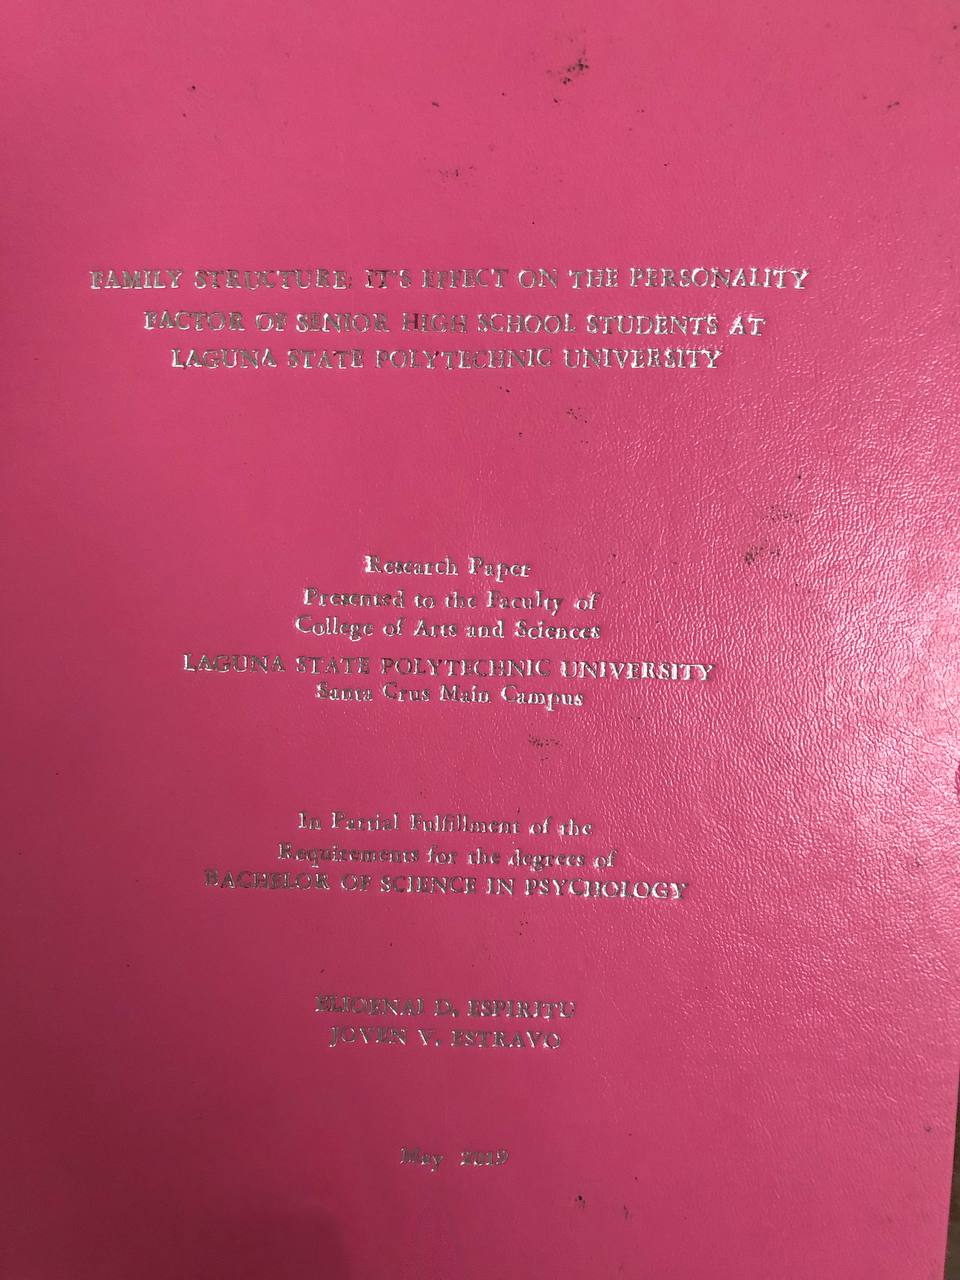 FAMILY STRUCTURE: IT'S EFFECT ON THE PERSONALITY
FACTOR OF SENIOR HIGH SCHOOL STUDENTS AT
LAGUNA STATE POLYTECHNIC UNIVERSITY
Research Paper
Presented to the Faculty of
College of Arts and Sciences
LAGUNA STATE POLYTECHNIC UNIVERSITY
Santa Crus Main Campus
In Partial Fulfillment of the
Requirements for the degrees of
BACHELOR OF SCIENCE IN PSYCHOLOGY
ELIOENAI D. ESPIRITU
JOVEN V. ESTRAVO
May 2019